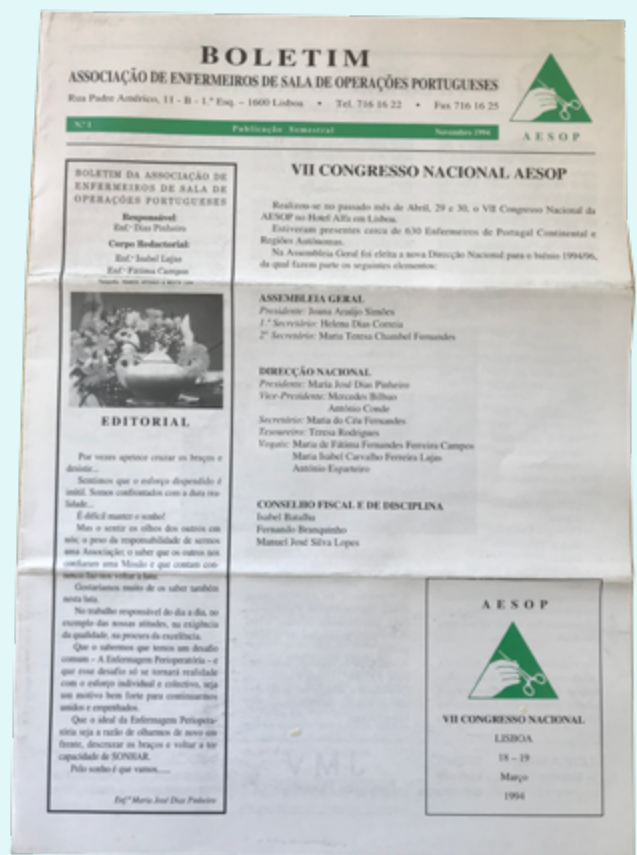 BOLETIM
ASSOCIAÇÃO DE ENFERMEIROS DE SALA DE OPERAÇÕES PORTUGUESES
Rua Padre Américo, 11 - B - 1.º Esq. – 1600 Lisboa • Tel. 716 16 22 • Fax 716 16 25
AESOP
N.º 1 Publicação Semestral Novembro 1994
BOLETIM DA ASSOCIAÇÃO DE
ENFERMEIROS DE SALA DE
OPERAÇÕES PORTUGUESES
Responsável:
Enf.ª Dias Pinheiro
Corpo Redactorial:
Enf.ª Isabel Lajas
Enf.ª Fátima Campos
EDITORIAL
Por vezes apetece cruzar os braços e
desistir...
Sentimos que o esforço dispendido é
inútil. Somos confrontados com a dura rea-
lidade...
É difícil manter o sonho!
Mas o sentir os olhos dos outros em
nós; o peso da responsabilidade de sermos
uma Associação; o saber que os outros nos
confiaram uma Missão e que contam con-
nosco faz-nos voltar à luta.
Gostaríamos muito de os saber também
nesta luta.
No trabalho responsável do dia a dia, no
exemplo das nossas atitudes, na exigência
da qualidade, na procura da excelência.
Que o sabermos que temos um desafio
comum – A Enfermagem Perioperatória – e
que esse desafio só se tornará realidade
com o esforço individual e colectivo, seja
um motivo bem forte para continuarmos
unidos e empenhados.
Que o ideal da Enfermagem Periopera-
tória seja a razão de olharmos de novo em
frente, descruzar os braços e voltar a ter
capacidade de SONHAR.
Pelo sonho é que vamos.....
Enf.ª Maria José Dias Pinheiro
VII CONGRESSO NACIONAL AESOP
Realizou-se no passado mês de Abril, 29 e 30, o VII Congresso Nacional da
AESOP no Hotel Alfa em Lisboa.
Estiveram presentes cerca de 630 Enfermeiros de Portugal Continental e
Regiões Autónomas.
Na Assembleia Geral foi eleita a nova Direcção Nacional para o biénio 1994/96,
da qual fazem parte os seguintes elementos:
ASSEMBLEIA GERAL
Presidente: Joana Araújo Simões
1.º Secretário: Helena Dias Correia
2º Secretário: Maria Teresa Chambel Fernandes
DIRECÇÃO NACIONAL
Presidente: Maria José Dias Pinheiro
Vice-Presidente: Mercedes Bilbao
António Conde
Secretário: Maria do Céu Fernandes
Tesoureiro: Teresa Rodrigues
Vogais: Maria de Fátima Fernandes Ferreira Campos
Maria Isabel Carvalho Ferreira Lajas
António Esparteiro
CONSELHO FISCAL E DE DISCIPLINA
Isabel Batalha
Fernando Branquinho
Manuel José Silva Lopes
AESOP
VII CONGRESSO NACIONAL
LISBOA
18 – 19
Março
1994